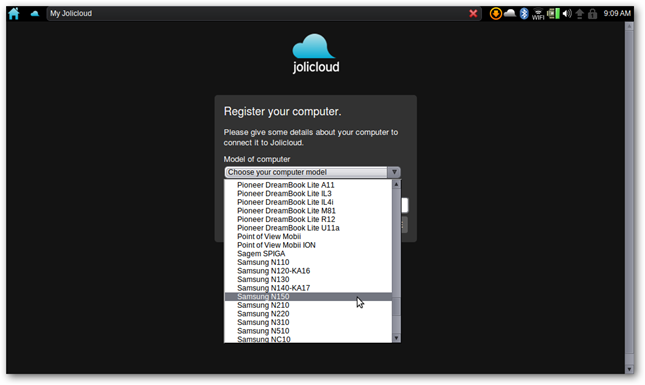 My Jolicloud
WIFI
9:09 AM
jolicloud
Register your computer.
Please give some details about your computer to
connect it to Jolicloud.
Model of computer
Choose your computer model
Pioneer DreamBook Lite A11
Pioneer DreamBook Lite IL3
Pioneer DreamBook Lite IL4i
Pioneer DreamBook Lite M81
Pioneer DreamBook Lite R12
Pioneer DreamBook Lite U11a
Point of View Mobii
Point of View Mobii ION
Sagem SPIGA
Samsung N110
Samsung N120-KA16
Samsung N130
Samsung N140-KA17
Samsung N150
Samsung N210
Samsung N220
Samsung N310
Samsung N510
Samsung NC10